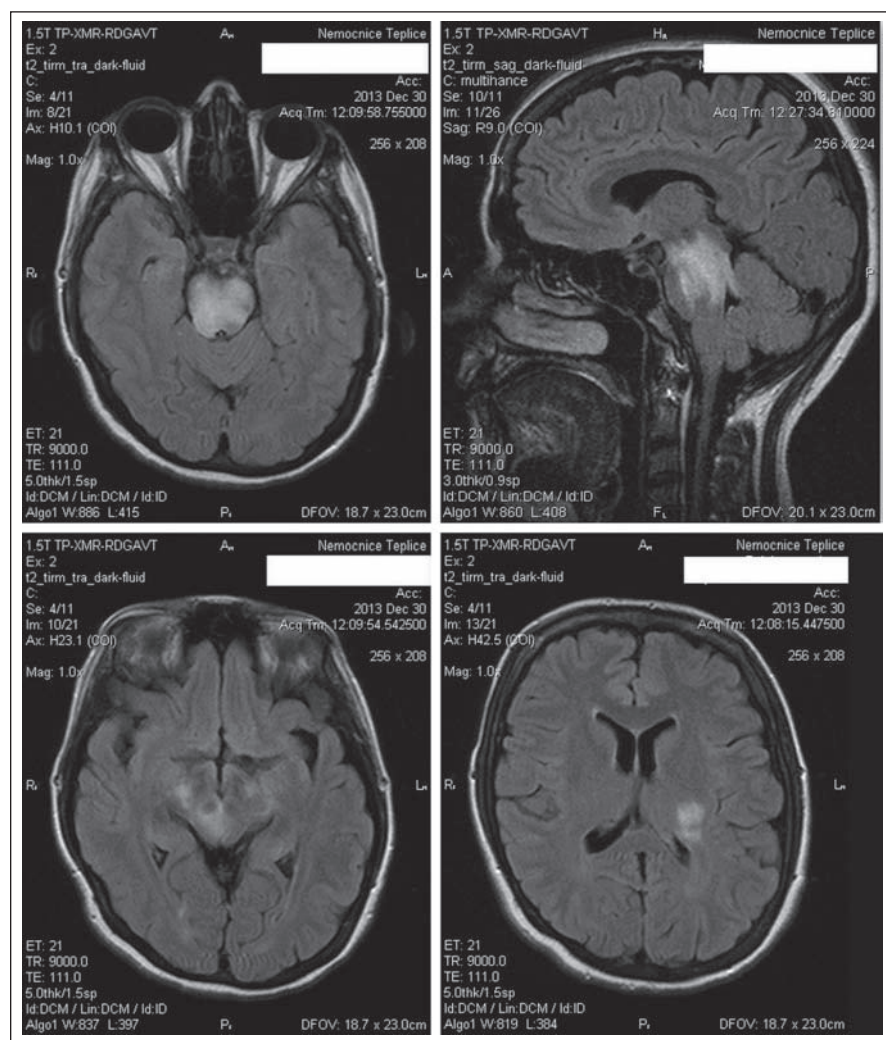 1.5T TP-XMR-RDGAVT
Ex: 2
t2_tirm_tra_dark-fluid
C:
Se: 4/11
Im: 8/21
Ax: H10.1 (COI)
Mag: 1.0x
A
Nemocnice Teplice
Acc:
2013 Dec 30
Acq Tm: 12:09:58.755000
256 x 208
R
L
ET: 21
TR: 9000.0
TE: 111.0
5.0thk/1.5sp
Id:DCM / Lin:DCM / Id:ID
Algo1 W:886 L:415
P
DFOV: 18.7 x 23.0cm
1.5T TP-XMR-RDGAVT
Ex: 2
t2_tirm_sag_dark-fluid
C: multihance
Se: 10/11
Im: 11/26
Sag: R9.0 (COI)
Mag: 1.0x
H
Nemocnice Teplice
Acc:
2013 Dec 30
Acq Tm: 12:27:34.310000
256 x 224
A
P
ET: 21
TR: 9000.0
TE: 111.0
3.0thk/0.9sp
Id:DCM / Lin:DCM / Id:ID
Algo1 W:860 L:408
F
DFOV: 20.1 x 23.0cm
1.5T TP-XMR-RDGAVT
Ex: 2
t2_tirm_tra_dark-fluid
C:
Se: 4/11
Im: 10/21
Ax: H23.1 (COI)
Mag: 1.0x
A
Nemocnice Teplice
Acc:
2013 Dec 30
Acq Tm: 12:09:54.542500
256 x 208
R
L
ET: 21
TR: 9000.0
TE: 111.0
5.0thk/1.5sp
Id:DCM / Lin:DCM / Id:ID
Algo1 W:837 L:397
P
DFOV: 18.7 x 23.0cm
1.5T TP-XMR-RDGAVT
Ex: 2
t2_tirm_tra_dark-fluid
C:
Se: 4/11
Im: 13/21
Ax: H42.5 (COI)
Mag: 1.0x
A
Nemocnice Teplice
Acc:
2013 Dec 30
Acq Tm: 12:08:15.447500
256 x 208
R
L
ET: 21
TR: 9000.0
TE: 111.0
5.0thk/1.5sp
Id:DCM / Lin:DCM / Id:ID
Algo1 W:819 L:384
P
DFOV: 18.7 x 23.0cm